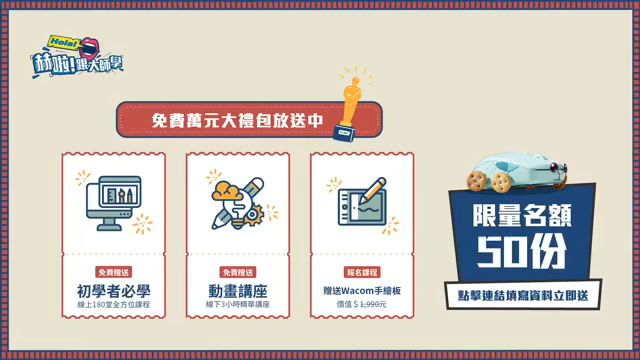 Hola!
赫啦!跟大師學
免費萬元大禮包放送中
免費贈送
初學者必學
線上180堂全方位課程
免費贈送
動畫講座
線下3小時精華講座
報名課程
贈送Wacom手繪板
價值$1,990元
限量名額
50份
點擊連結填寫資料立即送